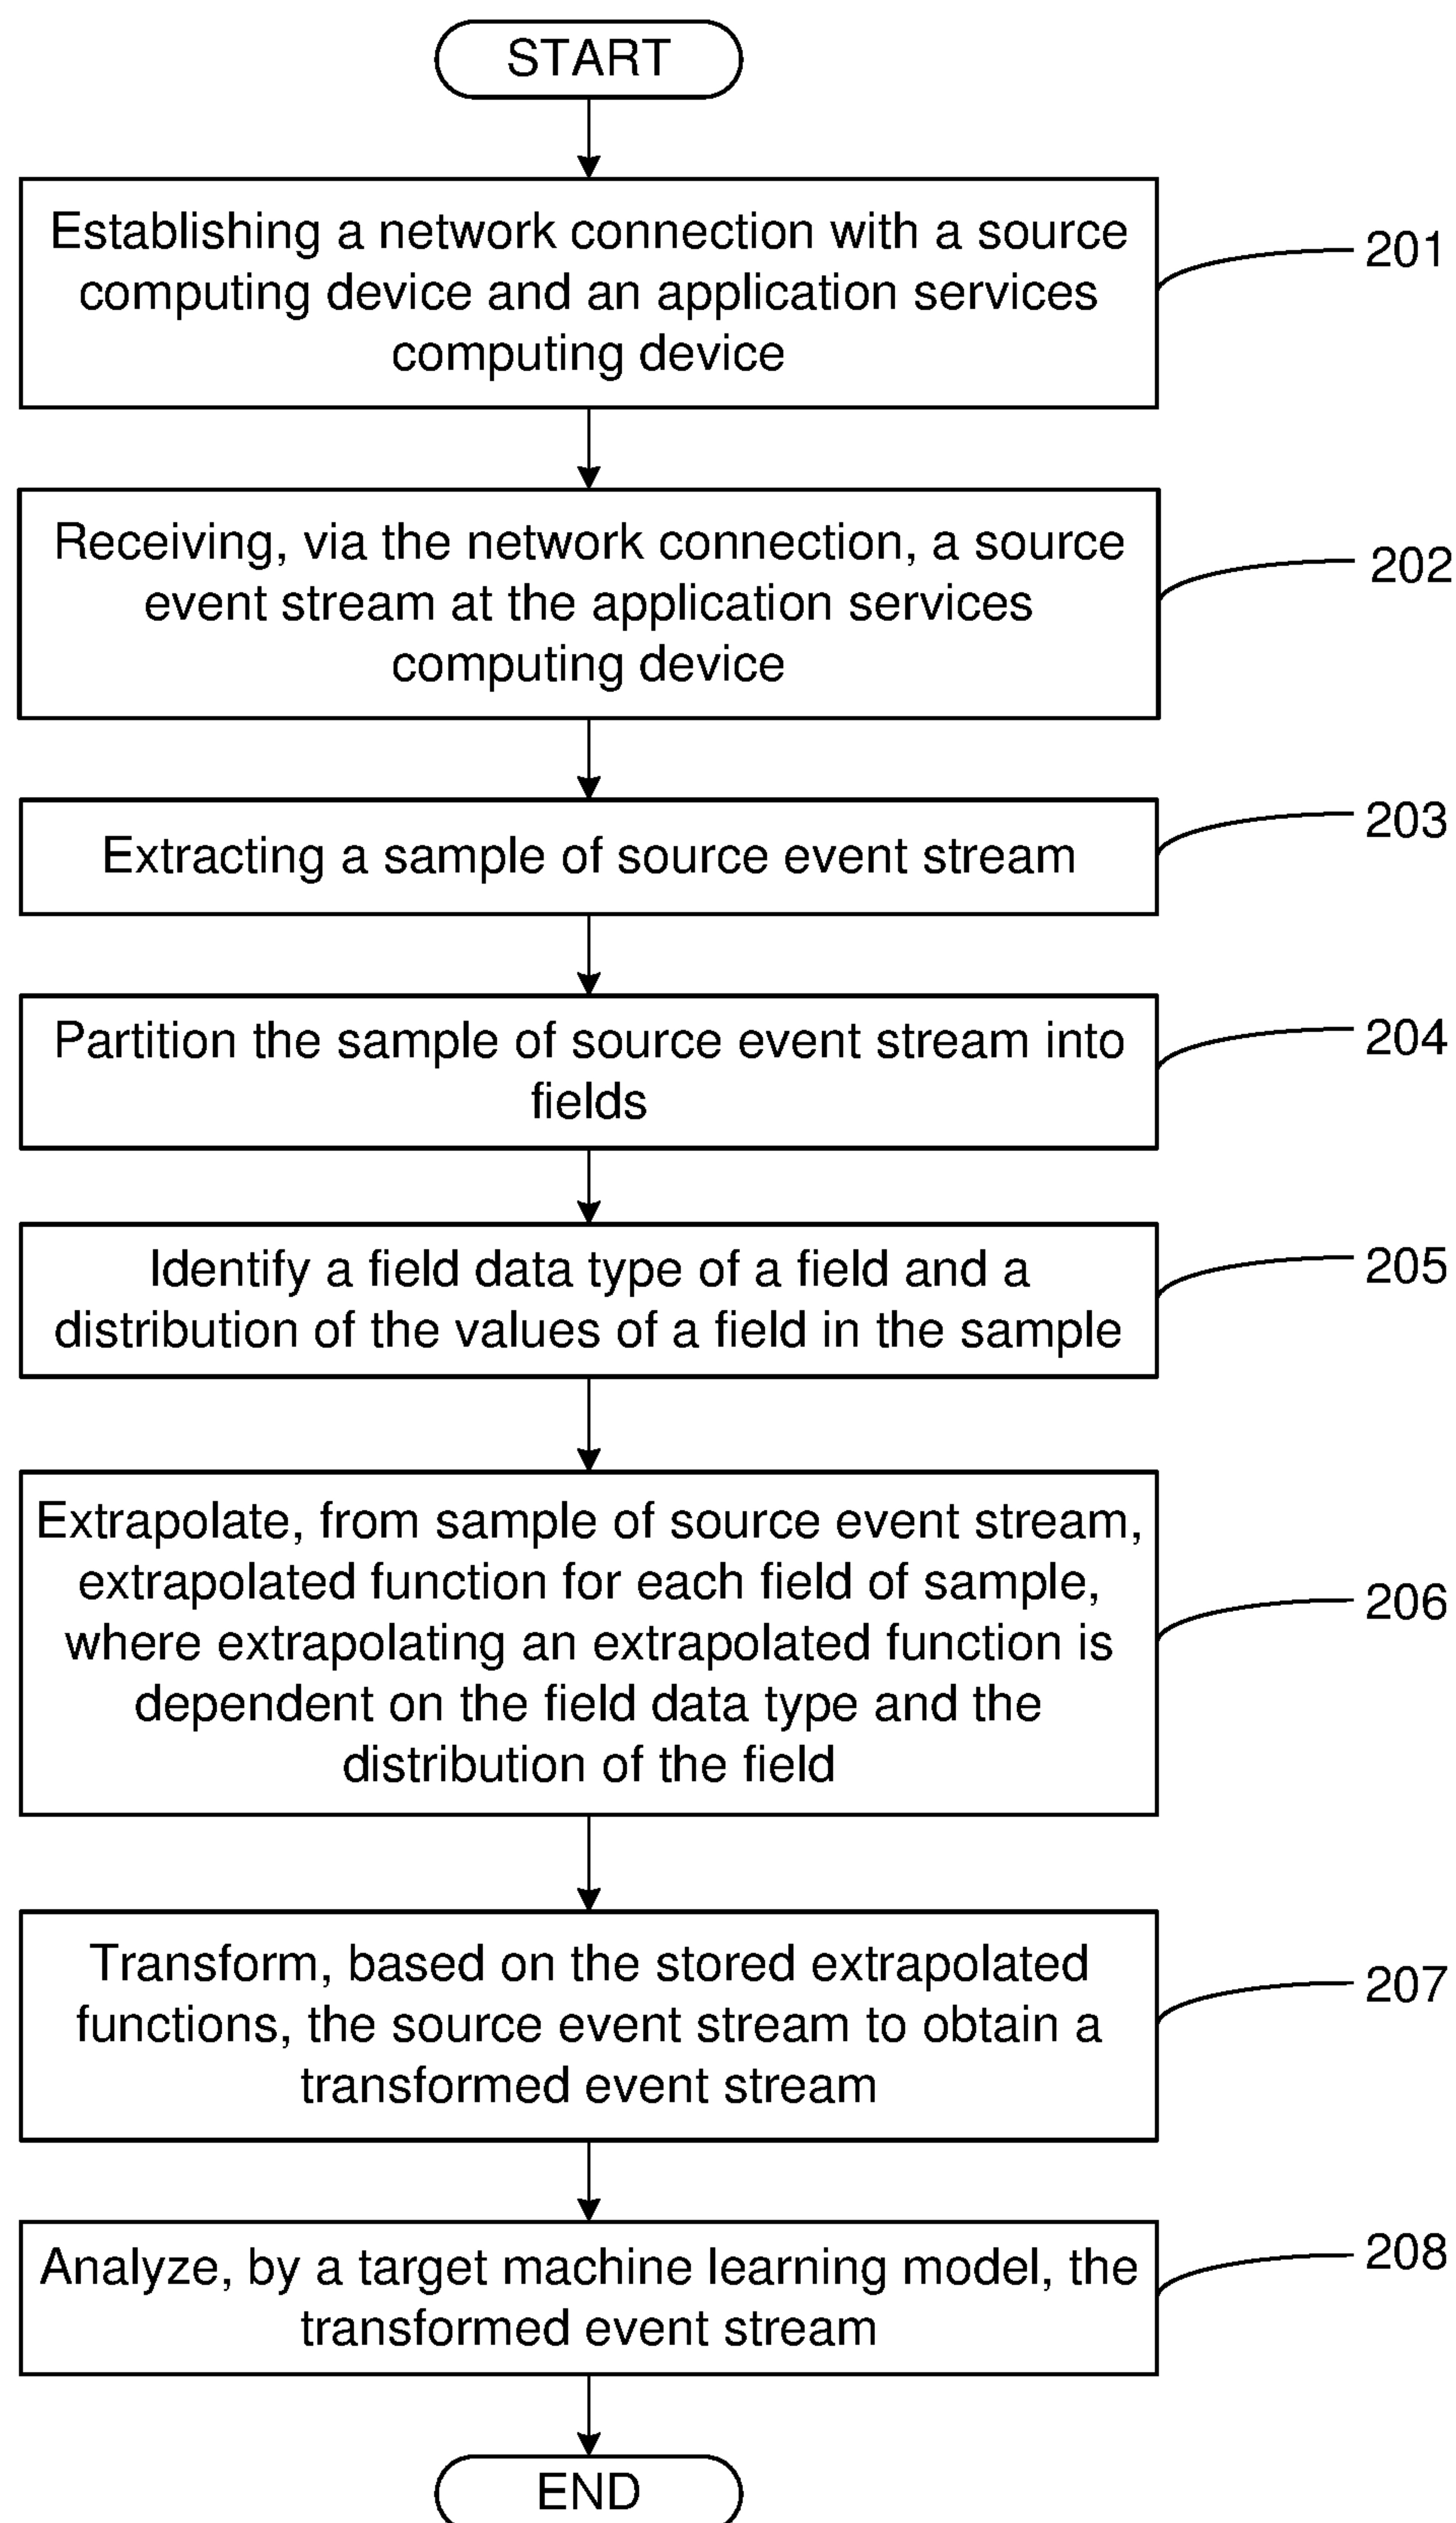 START
Establishing a network connection with a source
computing device and an application services
computing device
201
Receiving, via the network connection, a source
event stream at the application services
computing device
202
Extracting a sample of source event stream
203
Partition the sample of source event stream into
fields
204
Identify a field data type of a field and a
distribution of the values of a field in the sample
205
Extrapolate, from sample of source event stream,
extrapolated function for each field of sample,
where extrapolating an extrapolated function is
dependent on the field data type and the
distribution of the field
206
Transform, based on the stored extrapolated
functions, the source event stream to obtain a
transformed event stream
207
Analyze, by a target machine learning model, the
transformed event stream
208
END